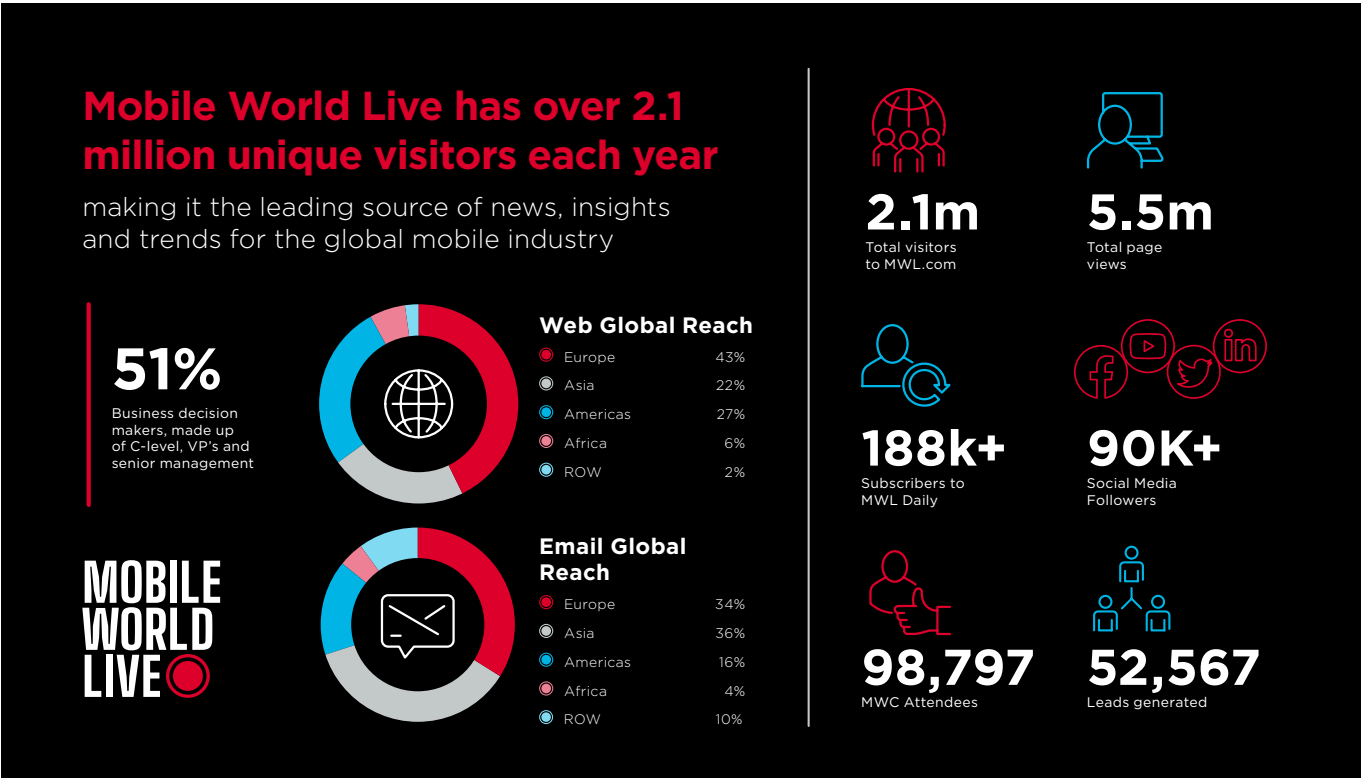 Mobile World Live has over 2.1
million unique visitors each year
making it the leading source of news, insights
and trends for the global mobile industry
51%
Business decision
makers, made up
of C-level, VP's and
senior management
Web Global Reach
Europe 43%
Asia 22%
Americas 27%
Africa 6%
ROW 2%
Email Global
Reach
Europe 34%
Asia 36%
Americas 16%
Africa 4%
ROW 10%
MOBILE
WORLD
LIVE
2.1m
Total visitors
to MWL.com
5.5m
Total page
views
188k+
Subscribers to
MWL Daily
f
in
90K+
Social Media
Followers
98,797
MWC Attendees
52,567
Leads generated